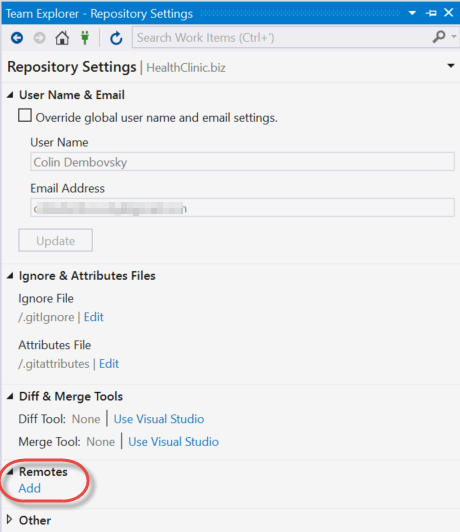 Team Explorer - Repository Settings
Search Work Items (Ctrl+')
Repository Settings | HealthClinic.biz
User Name & Email
Override global user name and email settings.
User Name
Colin Dembovsky
Email Address
Update
Ignore & Attributes Files
Ignore File
/.gitIgnore | Edit
Attributes File
/.gitattributes | Edit
Diff & Merge Tools
Diff Tool: None | Use Visual Studio
Merge Tool: None | Use Visual Studio
Remotes
Add
Other